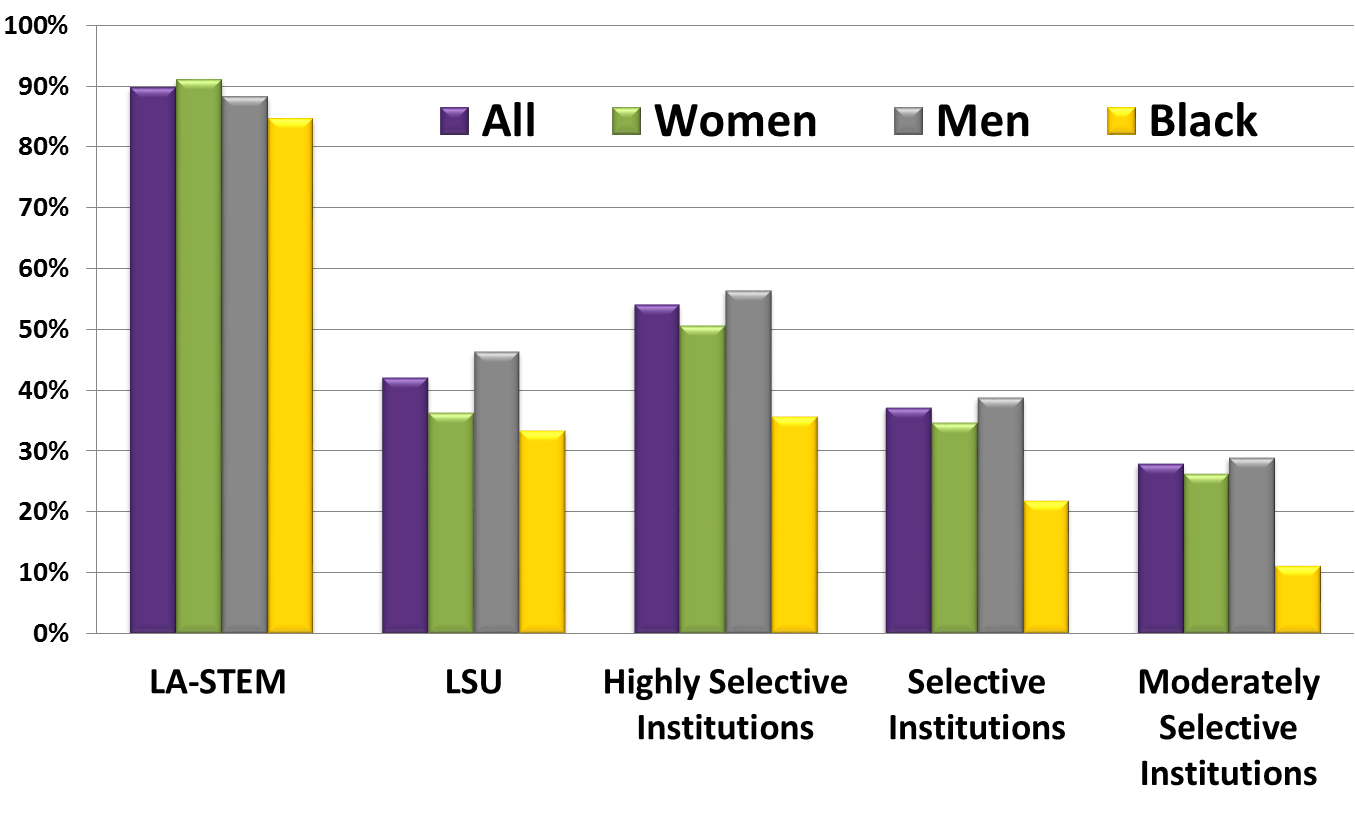 100%
90%
80%
70%
60%
50%
40%
30%
20%
10%
0%
All Women Men Black
LA-STEM LSU Highly Selective Selective Moderately
Institutions Institutions Selective
Institutions